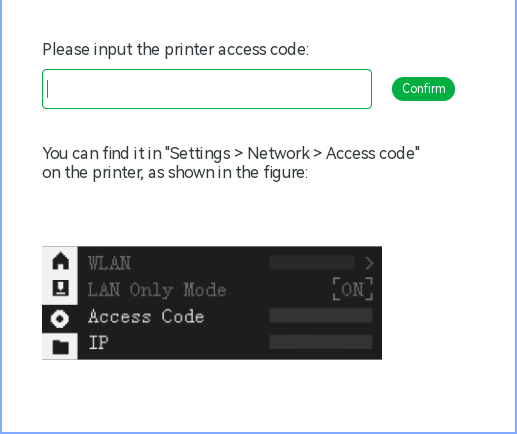 Please input the printer access code:
Confirm
You can find it in "Settings > Network > Access code"
on the printer, as shown in the figure:
WLAN >
LAN Only Mode [ON]
Access Code
IP